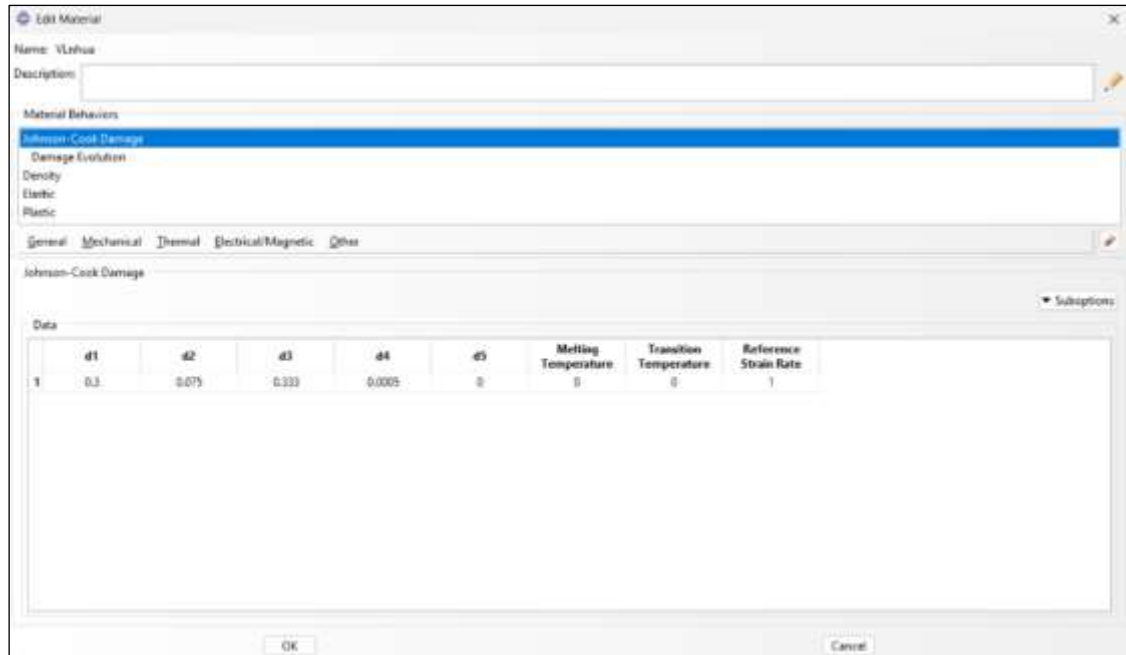 Edit Material
Name: VLnhua
Description:
Material Behaviors
Johnson-Cook Damage
Damage Evolution
Density
Elastic
Plastic
General Mechanical Thermal Electrical/Magnetic Other
Johnson-Cook Damage
Suboptions
Data
d1 d2 d3 d4 d5 Melting Temperature Transition Temperature Reference Strain Rate
1 0.3 0.075 0.333 0.0005 0 0 0 1
OK Cancel